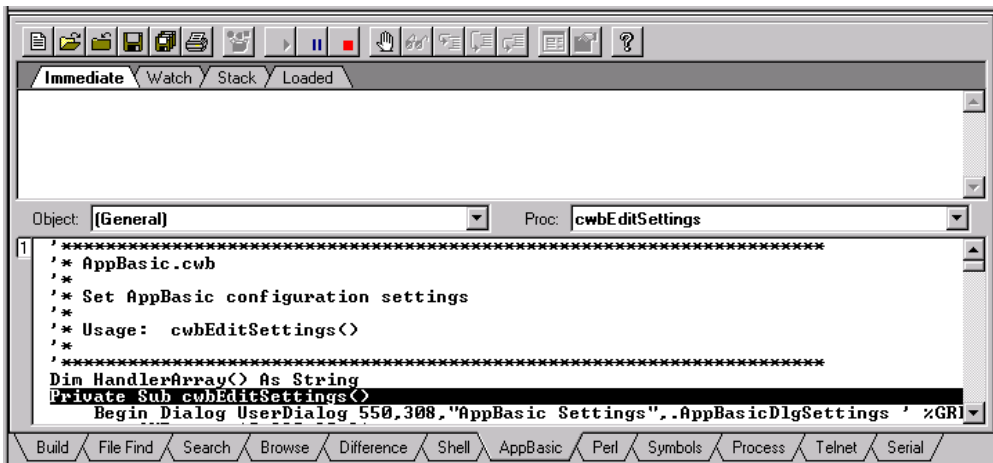 Immediate Watch Stack Loaded
Object: (General) Proc: cwbEditSettings
1
'***********************************************************************
'* AppBasic.cwb
'*
'* Set AppBasic configuration settings
'*
'* Usage:  cwbEditSettings()
'*
'***********************************************************************
Dim HandlerArray() As String
Private Sub cwbEditSettings()
Begin Dialog UserDialog 550,308,"AppBasic Settings",.AppBasicDlgSettings ' %GRI
Build File Find Search Browse Difference Shell AppBasic Perl Symbols Process Telnet Serial